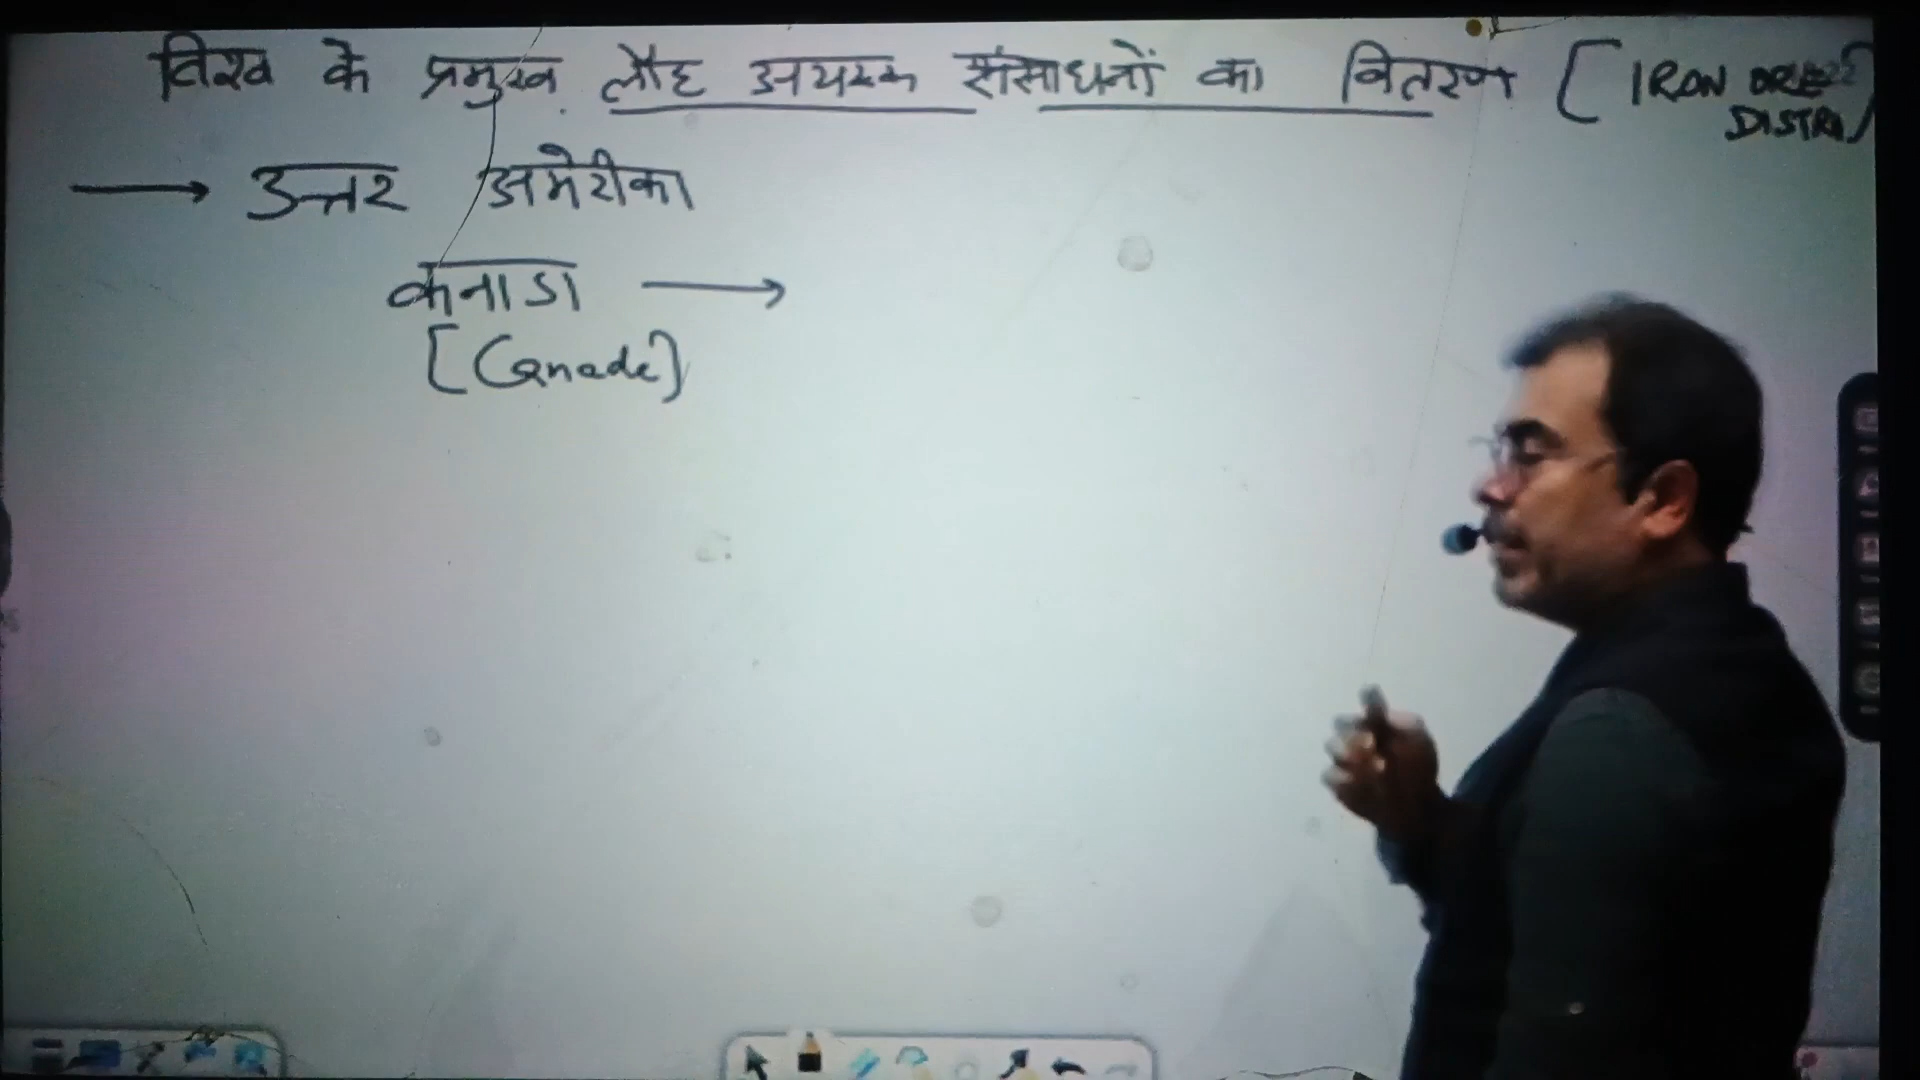 विश्व के प्रमुख लौह अयस्क संसाधनों का वितरण [IRON ORE
DISTRI]
→ उत्तर अमेरीका
कनाडा →
[Canada]